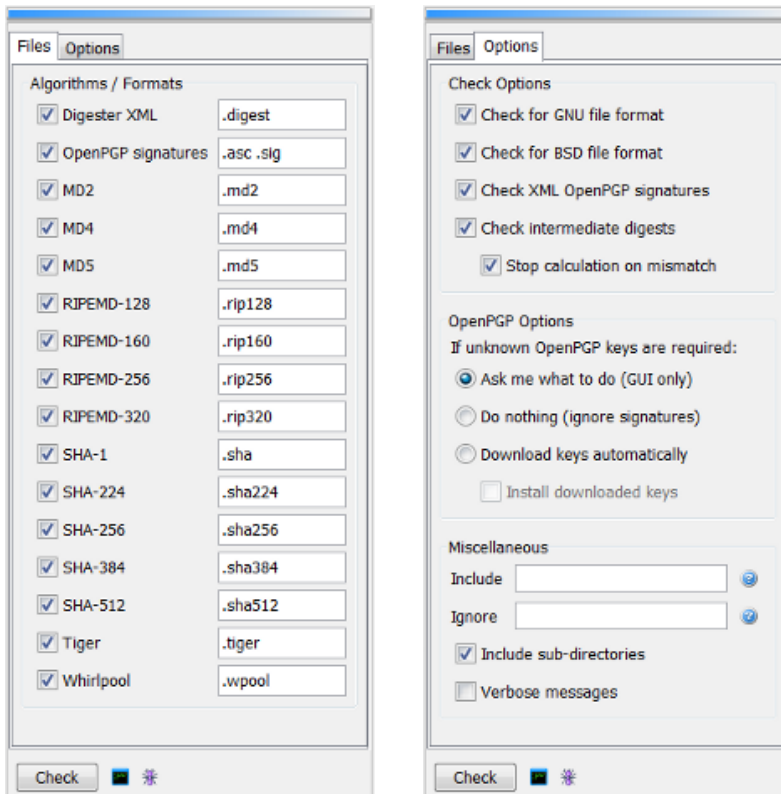 Files Options
Algorithms / Formats
Digester XML .digest
OpenPGP signatures .asc .sig
MD2 .md2
MD4 .md4
MD5 .md5
RIPEMD-128 .rip128
RIPEMD-160 .rip160
RIPEMD-256 .rip256
RIPEMD-320 .rip320
SHA-1 .sha
SHA-224 .sha224
SHA-256 .sha256
SHA-384 .sha384
SHA-512 .sha512
Tiger .tiger
Whirlpool .wpool
Check
Files Options
Check Options
Check for GNU file format
Check for BSD file format
Check XML OpenPGP signatures
Check intermediate digests
Stop calculation on mismatch
OpenPGP Options
If unknown OpenPGP keys are required:
Ask me what to do (GUI only)
Do nothing (ignore signatures)
Download keys automatically
Install downloaded keys
Miscellaneous
Include
Ignore
Include sub-directories
Verbose messages
Check